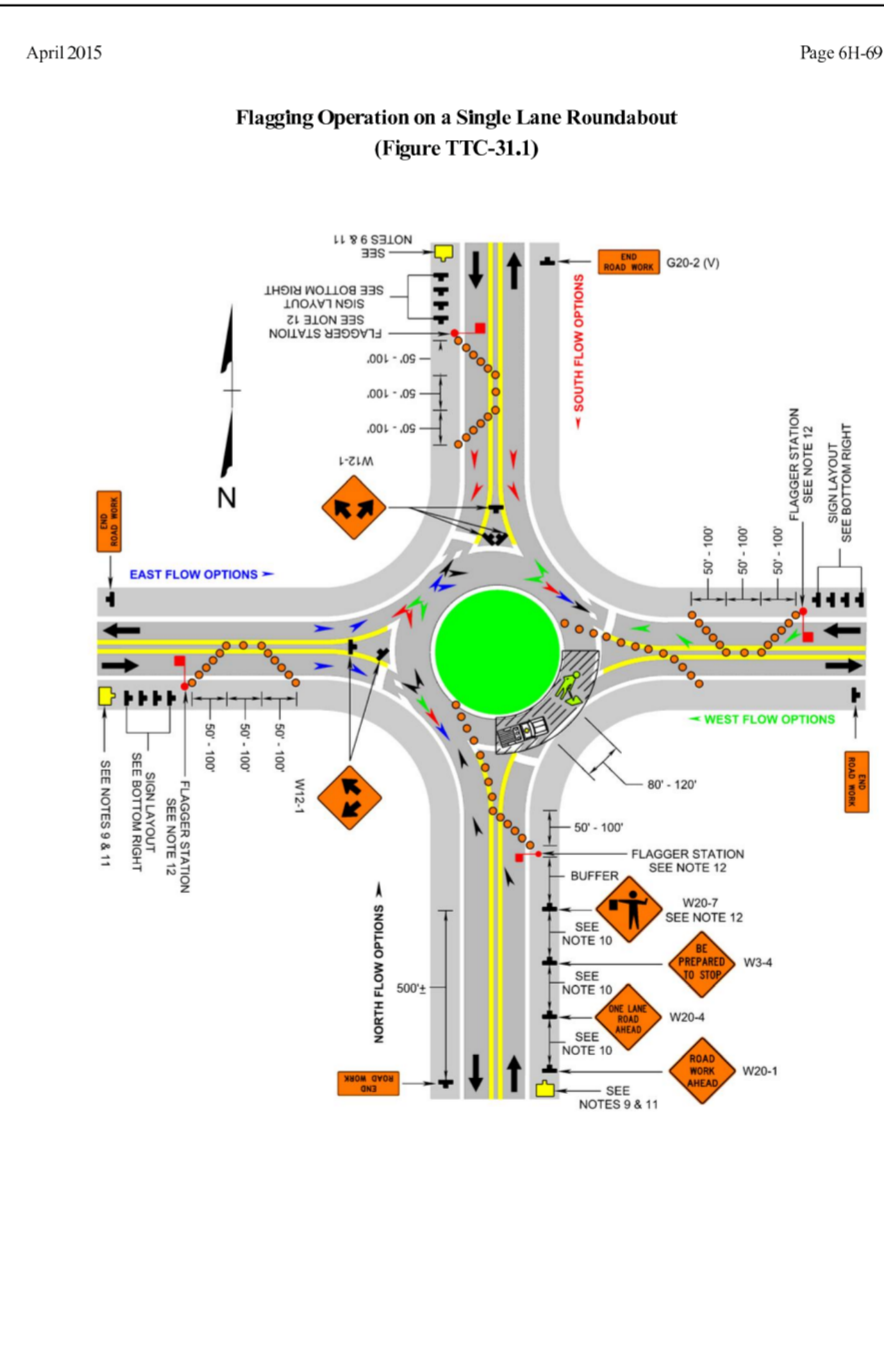 April 2015
Page 6H-69
Flagging Operation on a Single Lane Roundabout
(Figure TTC-31.1)
SEE
NOTES 9 & 11
SIGN LAYOUT
SEE BOTTOM RIGHT
FLAGGER STATION
SEE NOTE 12
50' - 100'
50' - 100'
50' - 100'
W12-1
END
ROAD WORK
G20-2 (V)
SOUTH FLOW OPTIONS
N
END
ROAD WORK
EAST FLOW OPTIONS
FLAGGER STATION
SEE NOTE 12
SIGN LAYOUT
SEE BOTTOM RIGHT
50' - 100'
50' - 100'
50' - 100'
WEST FLOW OPTIONS
END
ROAD WORK
SEE NOTES 9 & 11
SIGN LAYOUT
SEE BOTTOM RIGHT
FLAGGER STATION
SEE NOTE 12
50' - 100'
50' - 100'
50' - 100'
W12-1
80' - 120'
50' - 100'
FLAGGER STATION
SEE NOTE 12
BUFFER
W20-7
SEE NOTE 12
SEE
NOTE 10
BE
PREPARED
TO STOP
W3-4
SEE
NOTE 10
ONE LANE
ROAD
AHEAD
W20-4
SEE
NOTE 10
ROAD
WORK
AHEAD
W20-1
SEE
NOTES 9 & 11
NORTH FLOW OPTIONS
500'±
END
ROAD WORK